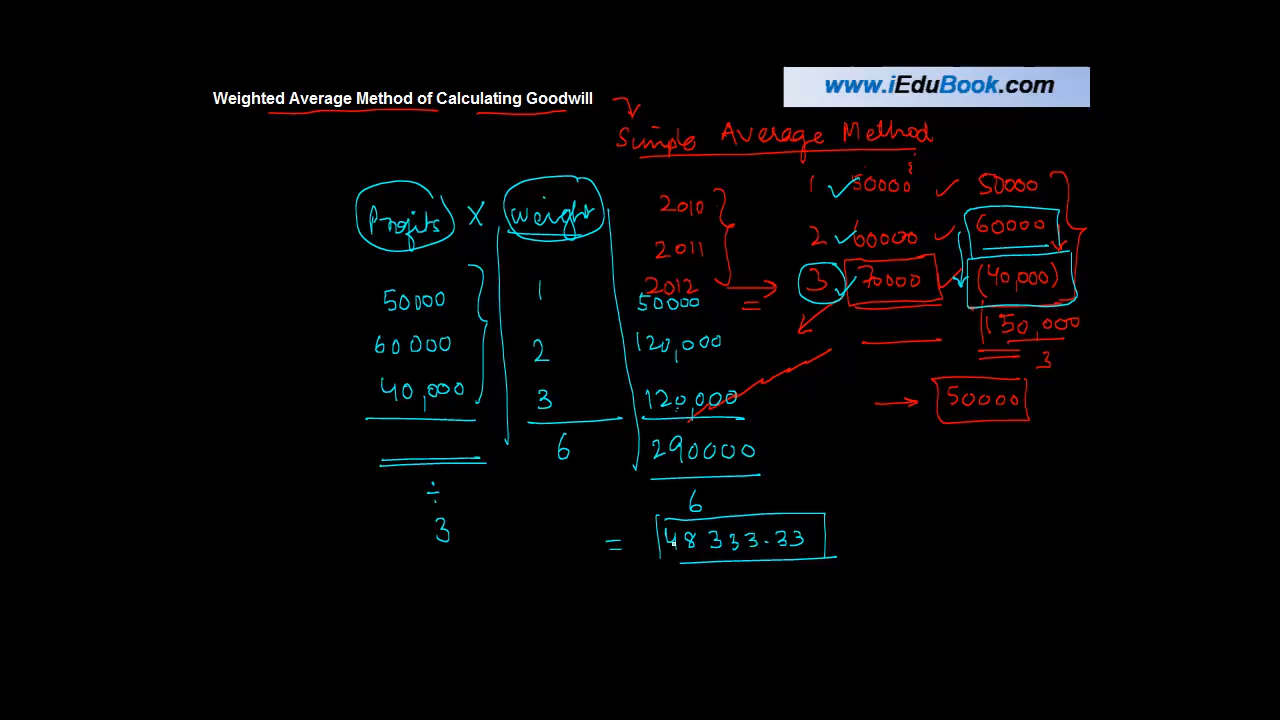 www.iEduBook.com
Weighted Average Method of Calculating Goodwill
Simple Average Method
Profits X Weight
2010
2011
2012
1 50000 50000
2 60000 60000
3 70000 (40,000)
150,000
3
50000
50000 1 50000
60000 2 120,000
40,000 3 120,000
6 290000
÷
3
6
= 48333.33